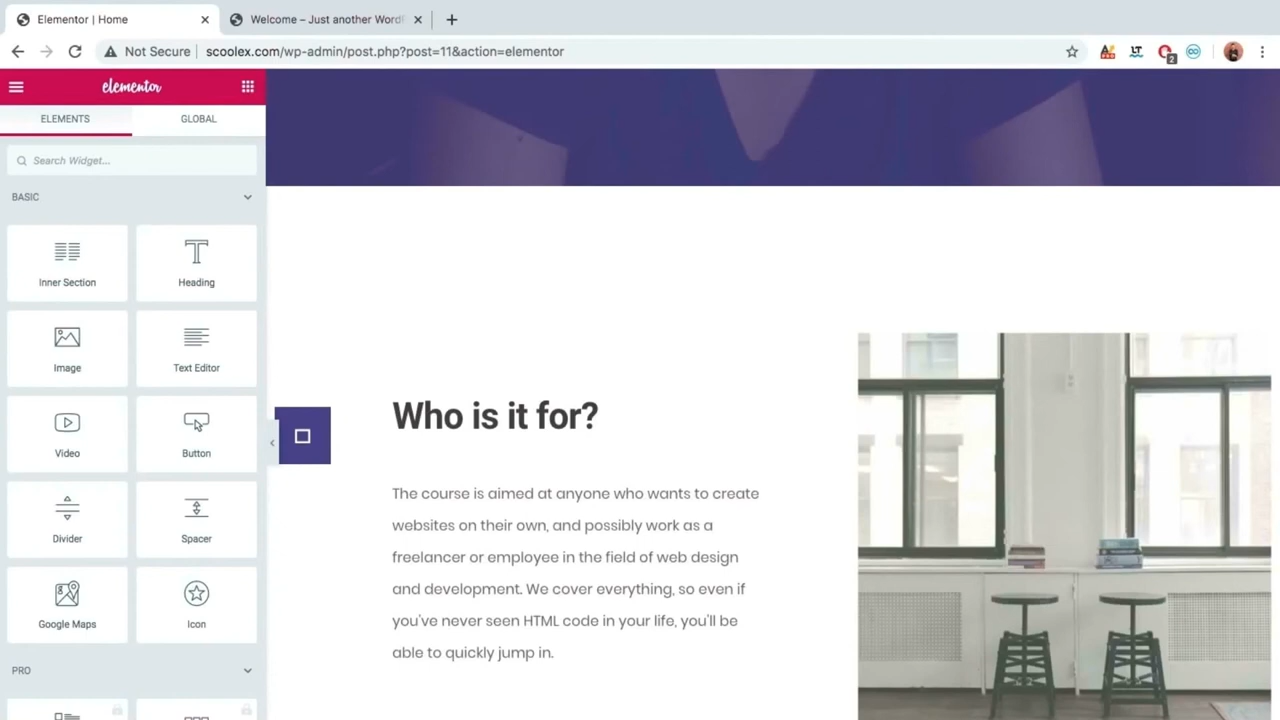 Elementor | Home
Welcome – Just another Word
Not Secure
scoolex.com/wp-admin/post.php?post=11&action=elementor
2
elementor
ELEMENTS
GLOBAL
Search Widget...
BASIC
Inner Section
Heading
Image
Text Editor
Video
Button
Divider
Spacer
Google Maps
Icon
PRO
Who is it for?
The course is aimed at anyone who wants to create
websites on their own, and possibly work as a
freelancer or employee in the field of web design
and development. We cover everything, so even if
you've never seen HTML code in your life, you'll be
able to quickly jump in.